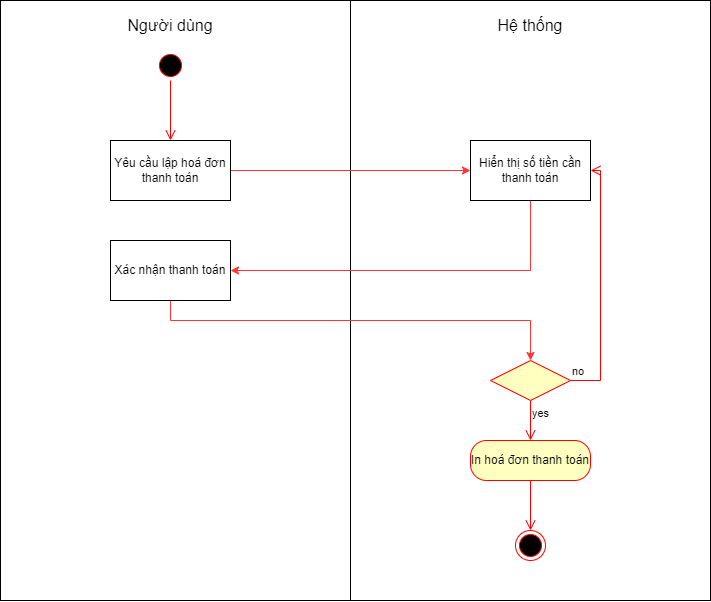 Người dùng
Hệ thống
Yêu cầu lập hoá đơn
thanh toán
Hiển thị số tiền cần
thanh toán
Xác nhận thanh toán
no
yes
In hoá đơn thanh toán